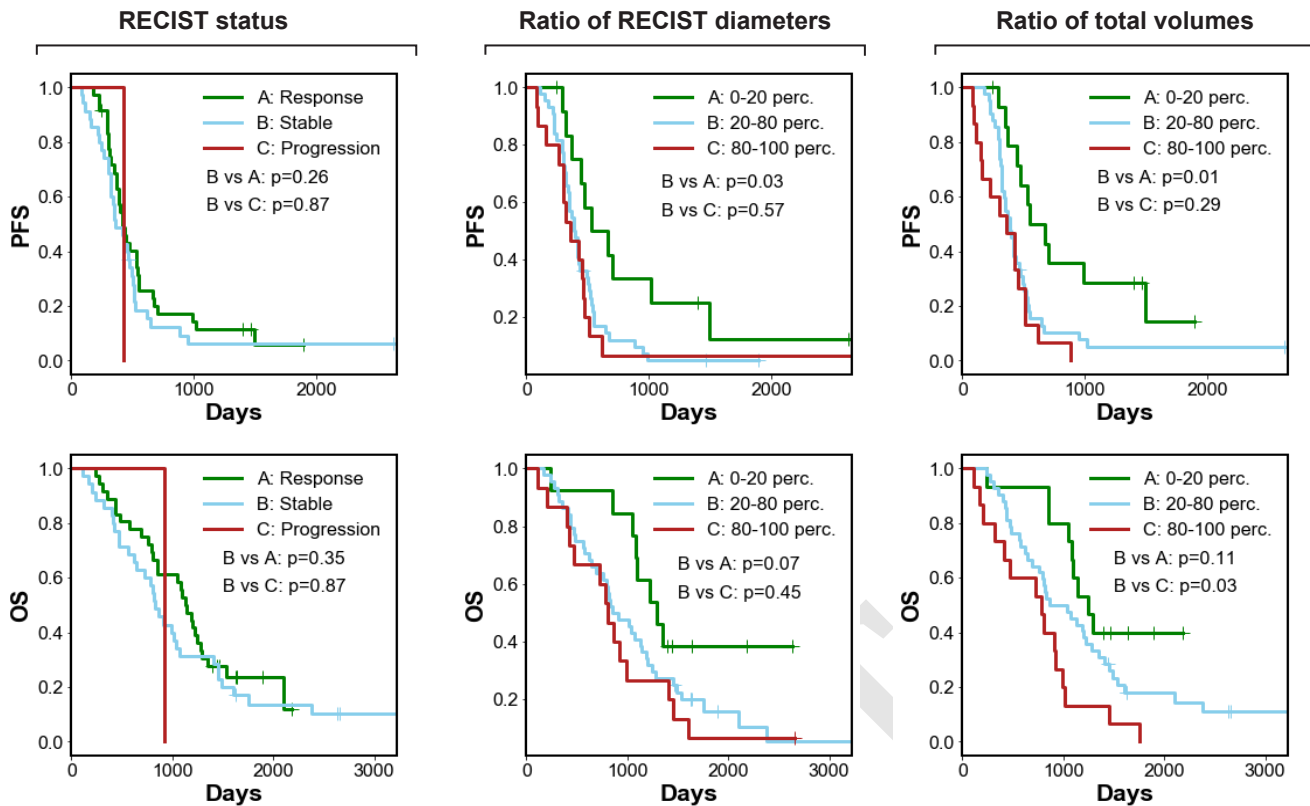 RECIST status
Ratio of RECIST diameters
Ratio of total volumes
PFS
1.0
0.8
0.6
0.4
0.2
0.0
A: Response
B: Stable
C: Progression
B vs A: p=0.26
B vs C: p=0.87
0
1000
2000
Days
PFS
1.0
0.8
0.6
0.4
0.2
A: 0-20 perc.
B: 20-80 perc.
C: 80-100 perc.
B vs A: p=0.03
B vs C: p=0.57
0
1000
2000
Days
PFS
1.0
0.8
0.6
0.4
0.2
0.0
A: 0-20 perc.
B: 20-80 perc.
C: 80-100 perc.
B vs A: p=0.01
B vs C: p=0.29
0
1000
2000
Days
OS
1.0
0.8
0.6
0.4
0.2
0.0
A: Response
B: Stable
C: Progression
B vs A: p=0.35
B vs C: p=0.87
0
1000
2000
3000
Days
OS
1.0
0.8
0.6
0.4
0.2
A: 0-20 perc.
B: 20-80 perc.
C: 80-100 perc.
B vs A: p=0.07
B vs C: p=0.45
0
1000
2000
3000
Days
OS
1.0
0.8
0.6
0.4
0.2
0.0
A: 0-20 perc.
B: 20-80 perc.
C: 80-100 perc.
B vs A: p=0.11
B vs C: p=0.03
0
1000
2000
3000
Days